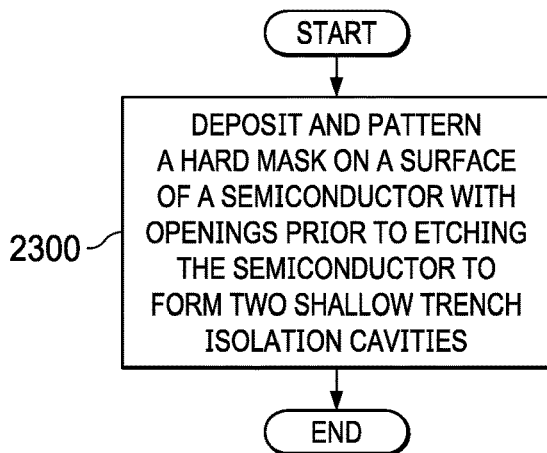 START
DEPOSIT AND PATTERN
A HARD MASK ON A SURFACE
OF A SEMICONDUCTOR WITH
OPENINGS PRIOR TO ETCHING
2300
THE SEMICONDUCTOR TO
FORM TWO SHALLOW TRENCH
ISOLATION CAVITIES
END